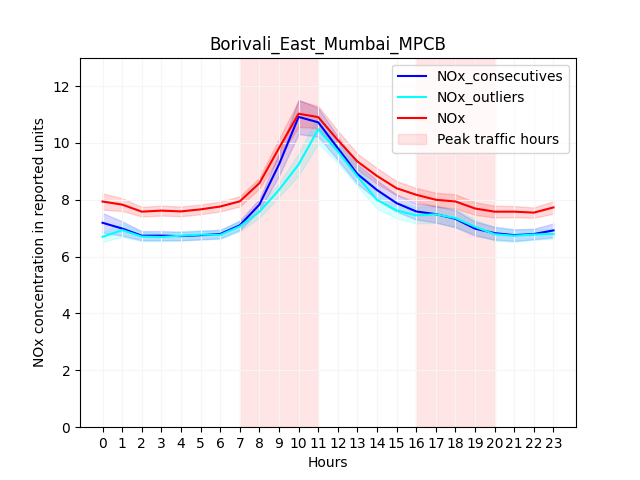 Borivali_East_Mumbai_MPCB
NOx concentration in reported units
12
10
8
6
4
2
0
NOx_consecutives
NOx_outliers
NOx
Peak traffic hours
0 1 2 3 4 5 6 7 8 9 10 11 12 13 14 15 16 17 18 19 20 21 22 23
Hours